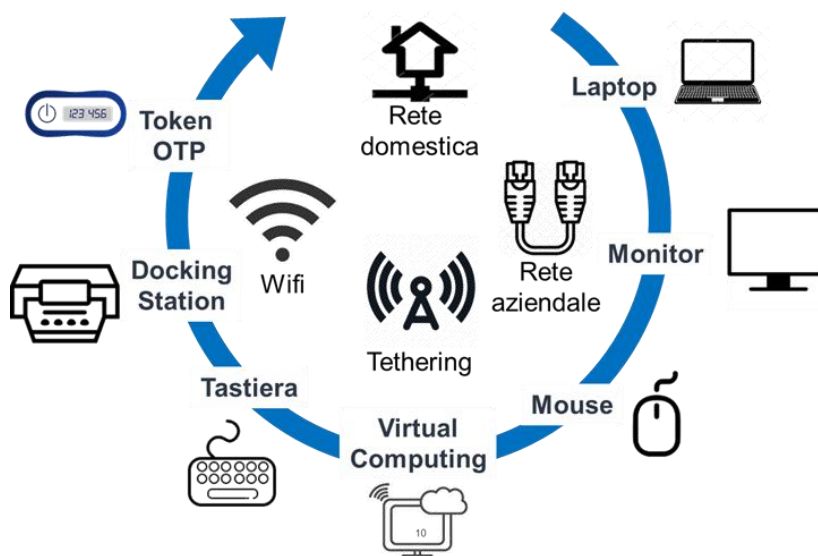 Rete
domestica
Laptop
123 456
Token
OTP
Rete
aziendale
Monitor
Wifi
Docking
Station
Tethering
Tastiera
Mouse
Virtual
Computing
10